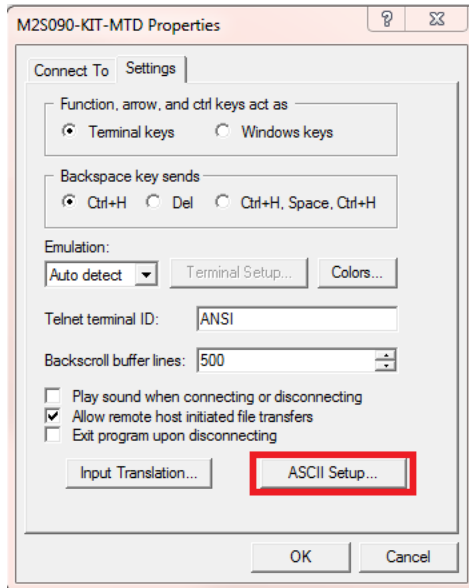 M2S090-KIT-MTD Properties
Connect To Settings
Function, arrow, and ctrl keys act as
Terminal keys Windows keys
Backspace key sends
Ctrl+H Del Ctrl+H, Space, Ctrl+H
Emulation:
Auto detect Terminal Setup... Colors...
Telnet terminal ID: ANSI
Backscroll buffer lines: 500
Play sound when connecting or disconnecting
Allow remote host initiated file transfers
Exit program upon disconnecting
Input Translation... ASCII Setup...
OK Cancel